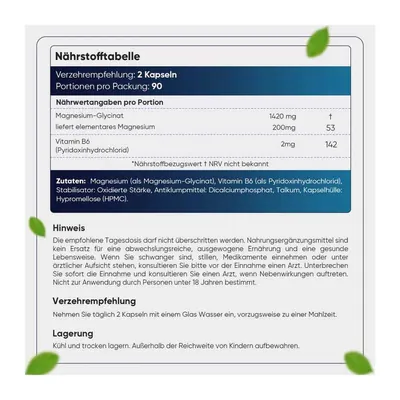 Nährstofftabelle
Verzehrempfehlung: 2 Kapseln
Portionen pro Packung: 90
Nährwertangaben pro Portion
Magnesium-Glycinat 1420 mg †
liefert elementares Magnesium 200mg 53
Vitamin B6 2mg 142
(Pyridoxinhydrochlorid)
*Nährstoffbezugswert † NRV nicht bekannt
Zutaten: Magnesium (als Magnesium-Glycinat), Vitamin B6 (als Pyridoxinhydrochlorid),
Stabilisator: Oxidierte Stärke, Antiklumpmittel: Dicalciumphosphat, Talkum, Kapselhülle:
Hypromellose (HPMC).
Hinweis
Die empfohlene Tagesdosis darf nicht überschritten werden. Nahrungsergänzungsmittel sind
kein Ersatz für eine abwechslungsreiche, ausgewogene Ernährung und eine gesunde
Lebensweise. Wenn Sie schwanger sind, stillen, Medikamente einnehmen oder unter
ärztlicher Aufsicht stehen, konsultieren Sie bitte vor der Einnahme einen Arzt. Unterbrechen
Sie sofort die Einnahme und konsultieren Sie einen Arzt, wenn Nebenwirkungen auftreten.
Nicht zur Anwendung durch Personen unter 18 Jahren bestimmt.
Verzehrempfehlung
Nehmen Sie täglich 2 Kapseln mit einem Glas Wasser ein, vorzugsweise zu einer Mahlzeit.
Lagerung
Kühl und trocken lagern. Außerhalb der Reichweite von Kindern aufbewahren.